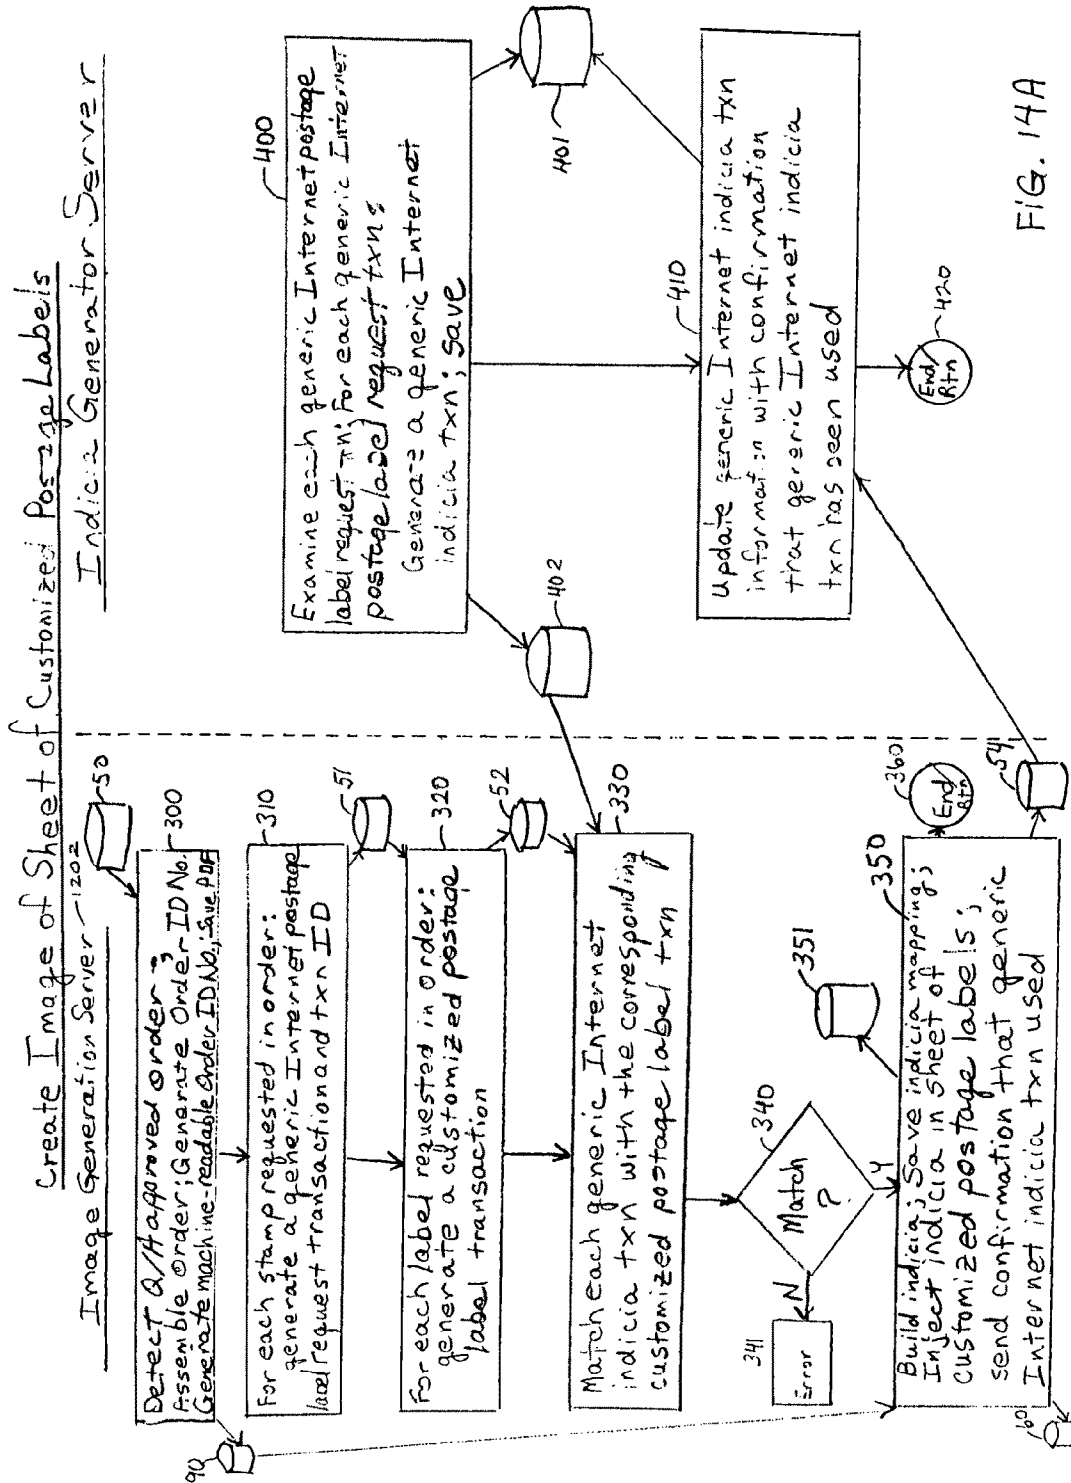 Create Image of Sheet of Customized Postage Labels
Image Generation Server 1202
Indicia Generator Server
50
300
Detect Q/A approved order-
Assemble order; Generate Order ID No.
Generate machine-readable Order ID No.; Save PDF
90
310
For each stamp requested in order:
generate a generic Internet postage
label request transaction and txn ID
51
320
For each label requested in order:
generate a customized postage
label transaction
52
330
Match each generic Internet
indicia txn with the corresponding
customized postage label txn
340
Match
?
N
Y
341
Error
351
350
Build indicia; Save indicia mapping;
Inject indicia in sheet of
customized postage labels;
send confirmation that generic
Internet indicia txn used
360
End
Rtn
54
60
400
Examine each generic Internet postage
label request txn; For each generic Internet
postage label request txns
Generate a generic Internet
indicia txn; save
401
402
410
Update generic Internet indicia txn
information with confirmation
that generic Internet indicia
txn has been used
420
End
Rtn
FIG. 14A